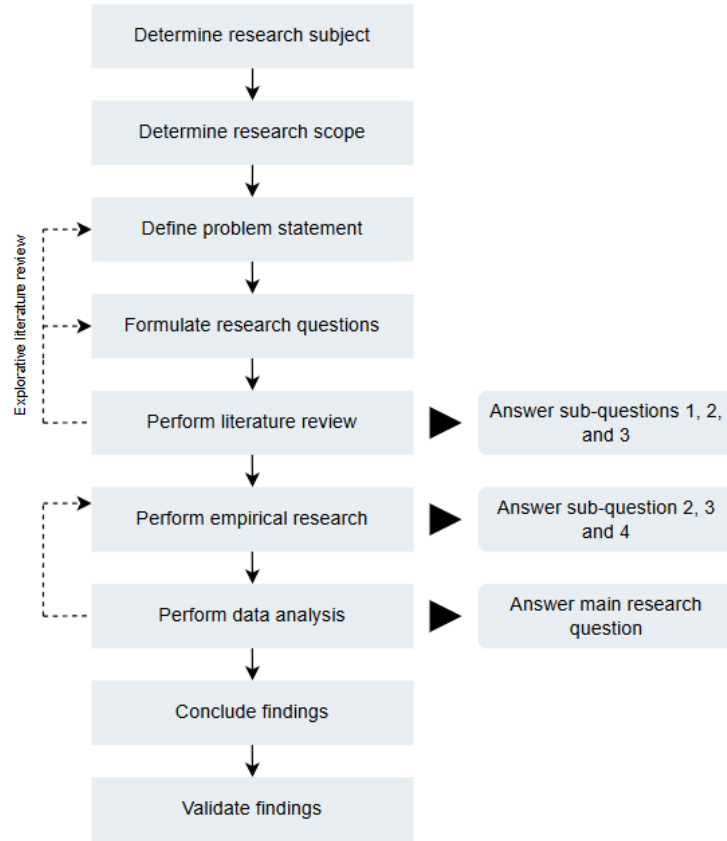 Determine research subject
Determine research scope
Define problem statement
Explorative literature review
Formulate research questions
Perform literature review
Answer sub-questions 1, 2,
and 3
Perform empirical research
Answer sub-question 2, 3
and 4
Perform data analysis
Answer main research
question
Conclude findings
Validate findings